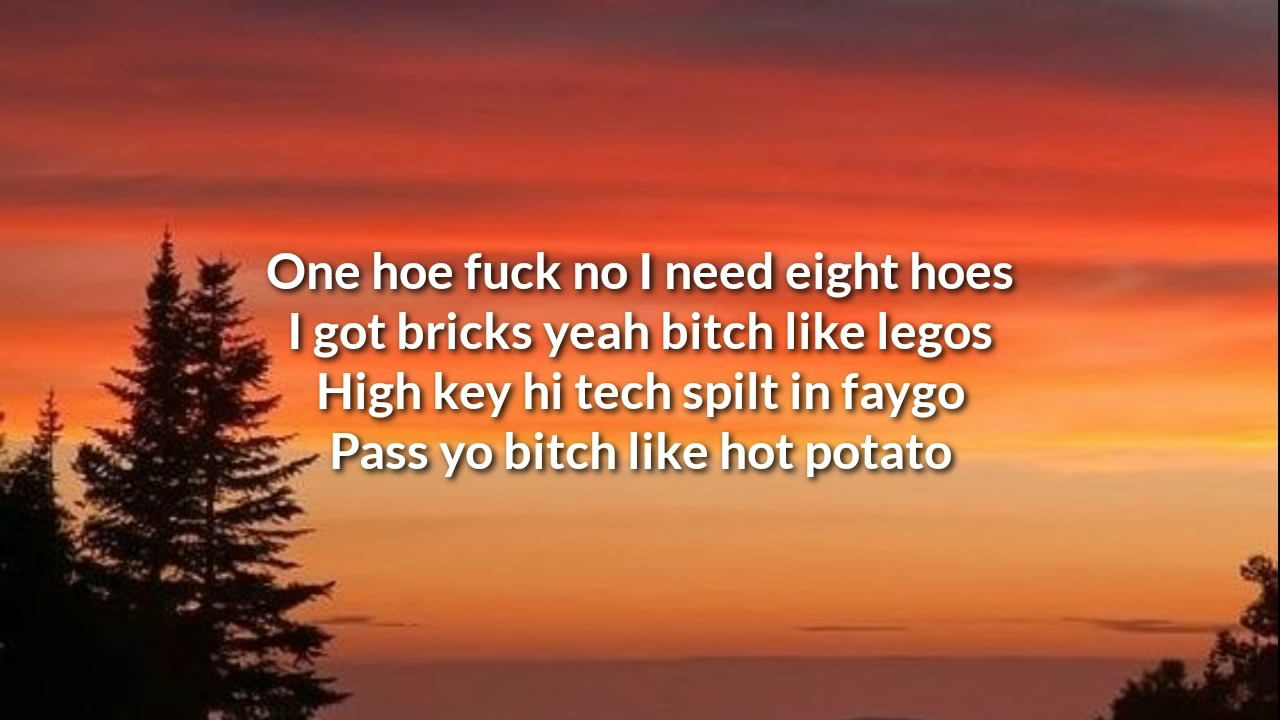 One hoe fuck no I need eight hoes
I got bricks yeah bitch like legos
High key hi tech spilt in faygo
Pass yo bitch like hot potato